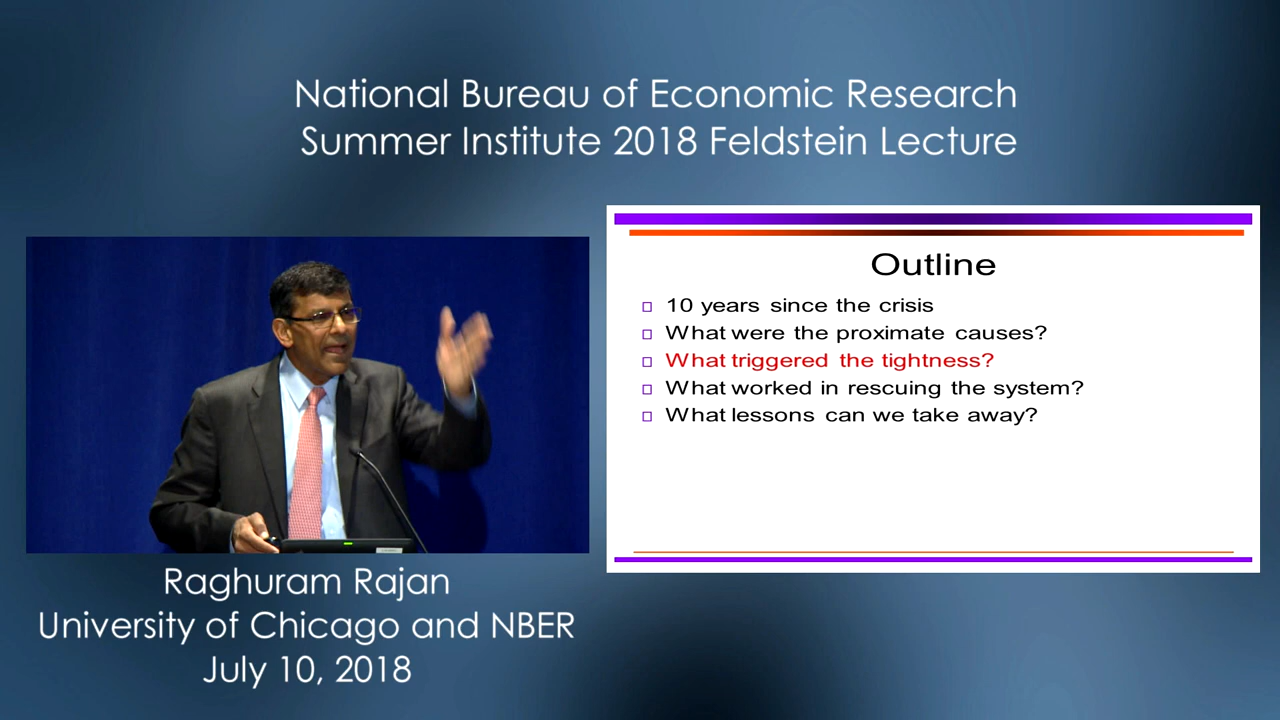 National Bureau of Economic Research
Summer Institute 2018 Feldstein Lecture
Outline
10 years since the crisis
What were the proximate causes?
What triggered the tightness?
What worked in rescuing the system?
What lessons can we take away?
Raghuram Rajan
University of Chicago and NBER
July 10, 2018